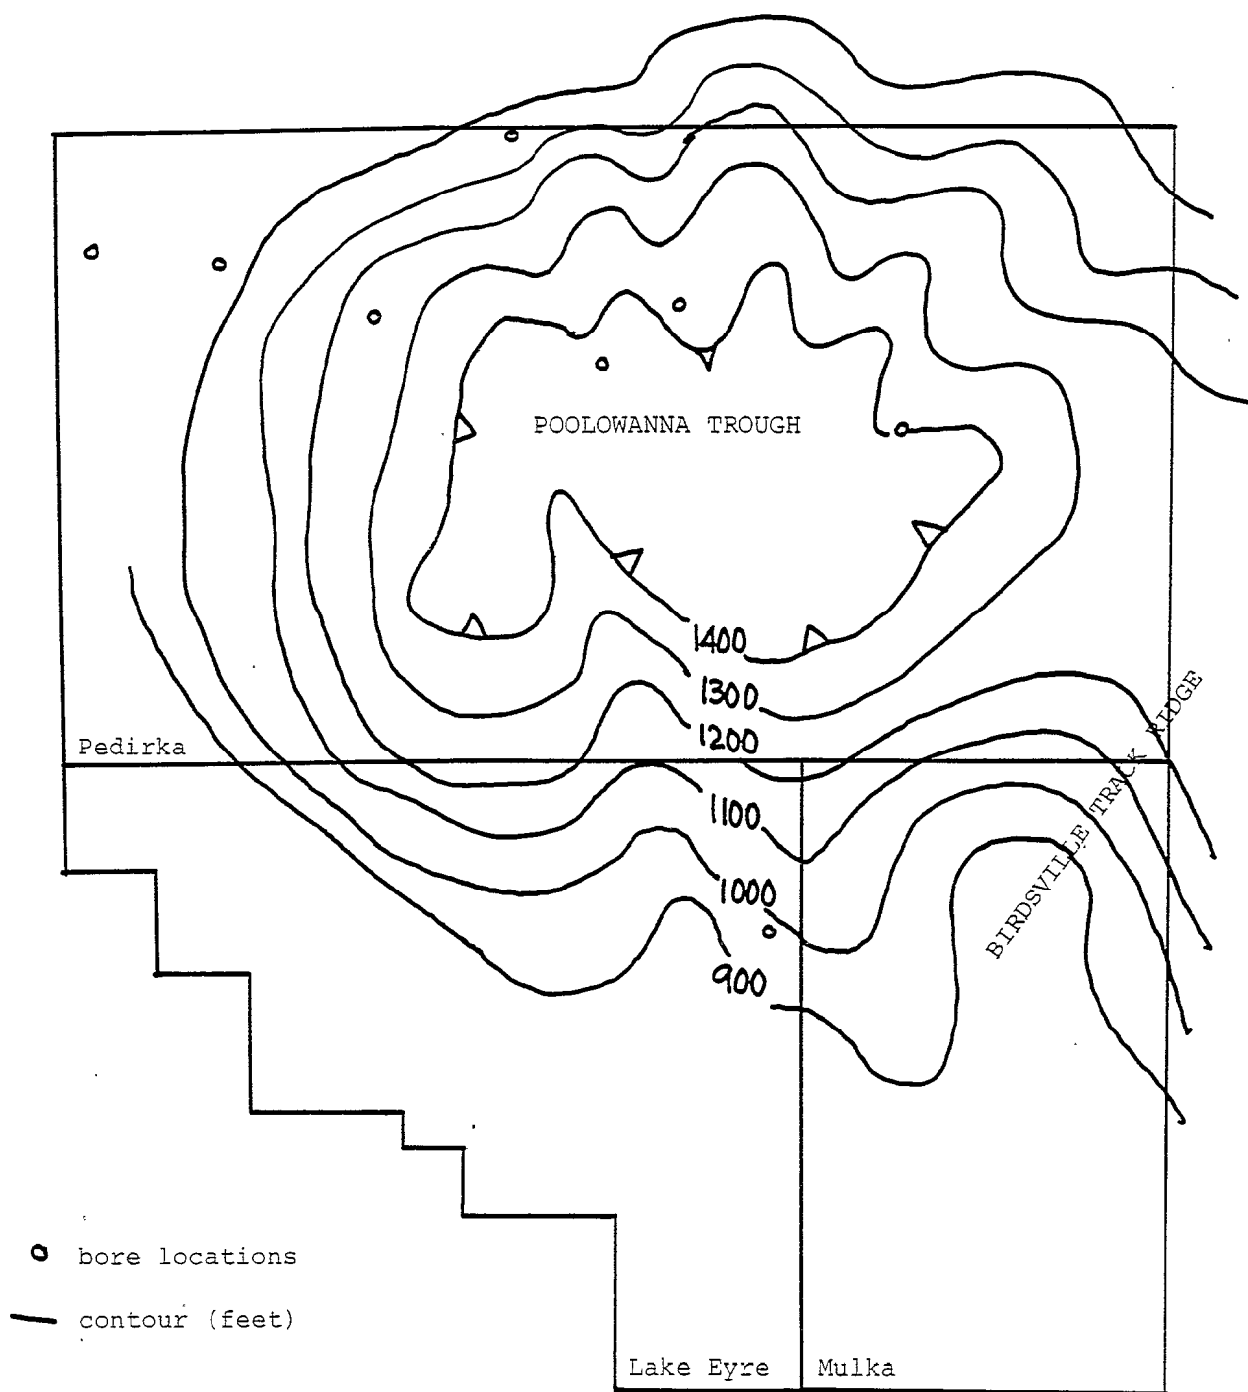 POOLOWANNA TROUGH
1400
1300
1200
1100
1000
900
Pedirka
BIRDSVILLE TRACK RIDGE
bore locations
contour (feet)
Lake Eyre
Mulka